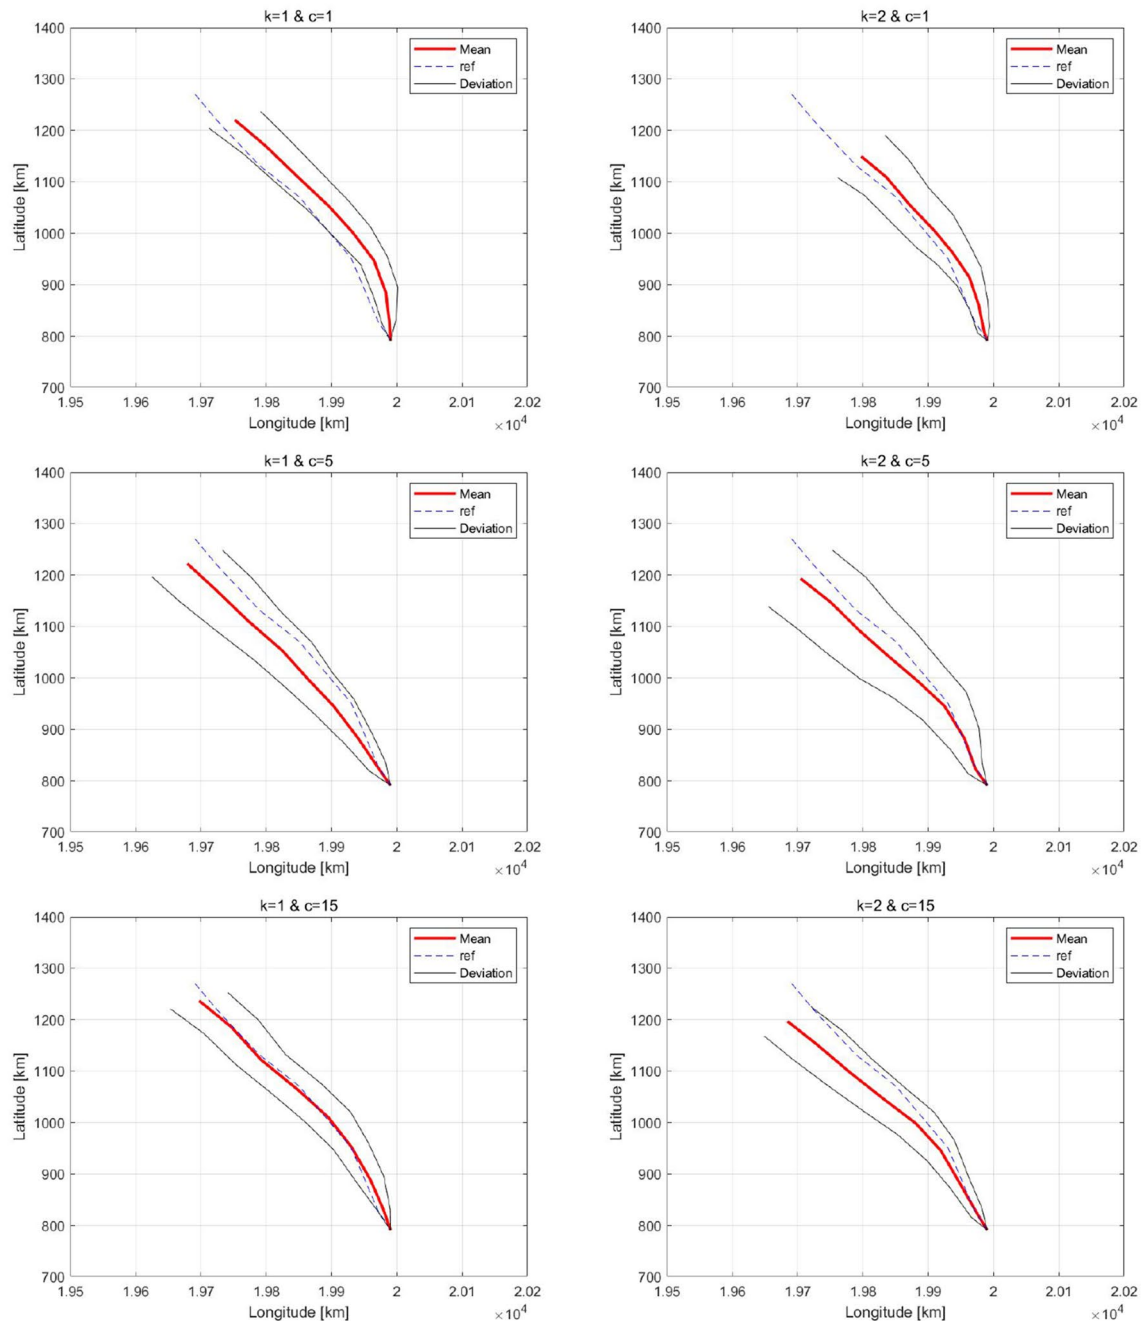 k=1 & c=1
1400
1300
1200
1100
1000
900
800
700
Latitude [km]
Mean
ref
Deviation
1.95 1.96 1.97 1.98 1.99 2 2.01 2.02
Longitude [km]
×10⁴
k=2 & c=1
1400
1300
1200
1100
1000
900
800
700
Latitude [km]
Mean
ref
Deviation
1.95 1.96 1.97 1.98 1.99 2 2.01 2.02
Longitude [km]
×10⁴
k=1 & c=5
1400
1300
1200
1100
1000
900
800
700
Latitude [km]
Mean
ref
Deviation
1.95 1.96 1.97 1.98 1.99 2 2.01 2.02
Longitude [km]
×10⁴
k=2 & c=5
1400
1300
1200
1100
1000
900
800
700
Latitude [km]
Mean
ref
Deviation
1.95 1.96 1.97 1.98 1.99 2 2.01 2.02
Longitude [km]
×10⁴
k=1 & c=15
1400
1300
1200
1100
1000
900
800
700
Latitude [km]
Mean
ref
Deviation
1.95 1.96 1.97 1.98 1.99 2 2.01 2.02
Longitude [km]
×10⁴
k=2 & c=15
1400
1300
1200
1100
1000
900
800
700
Latitude [km]
Mean
ref
Deviation
1.95 1.96 1.97 1.98 1.99 2 2.01 2.02
Longitude [km]
×10⁴